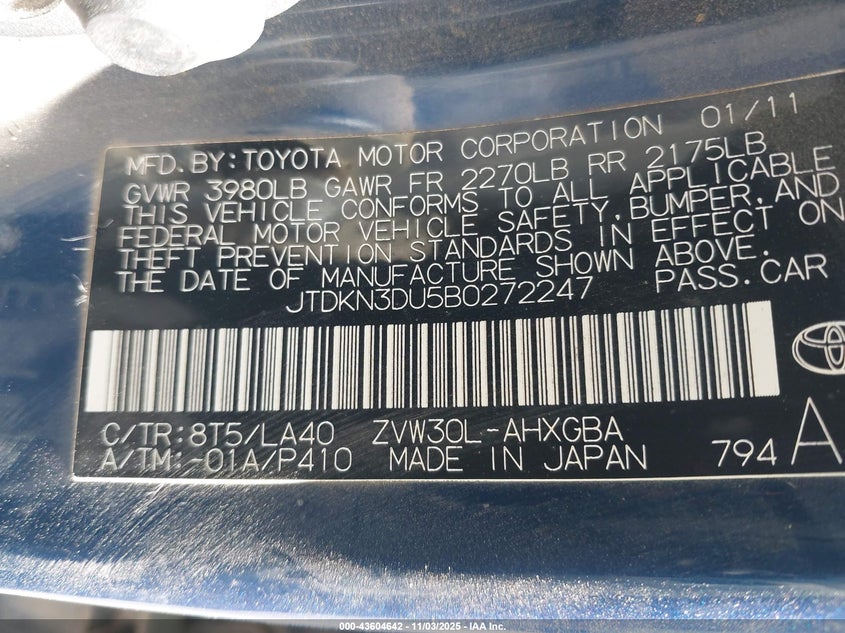 MFD.BY:TOYOTA MOTOR CORPORATION 01/11
GVWR 3980LB GAWR FR 2270LB RR 2175LB
THIS VEHICLE CONFORMS TO ALL APPLICABLE
FEDERAL MOTOR VEHICLE SAFETY,BUMPER,AND
THEFT PREVENTION STANDARDS IN EFFECT ON
THE DATE OF MANUFACTURE SHOWN ABOVE.
JTDKN3DU5B0272247 PASS.CAR
C/TR:8T5/LA40 ZVW30L-AHXGBA
A/TM:-01A/P410 MADE IN JAPAN 794 A
000-43604642 - 11/03/2025 - IAA Inc.